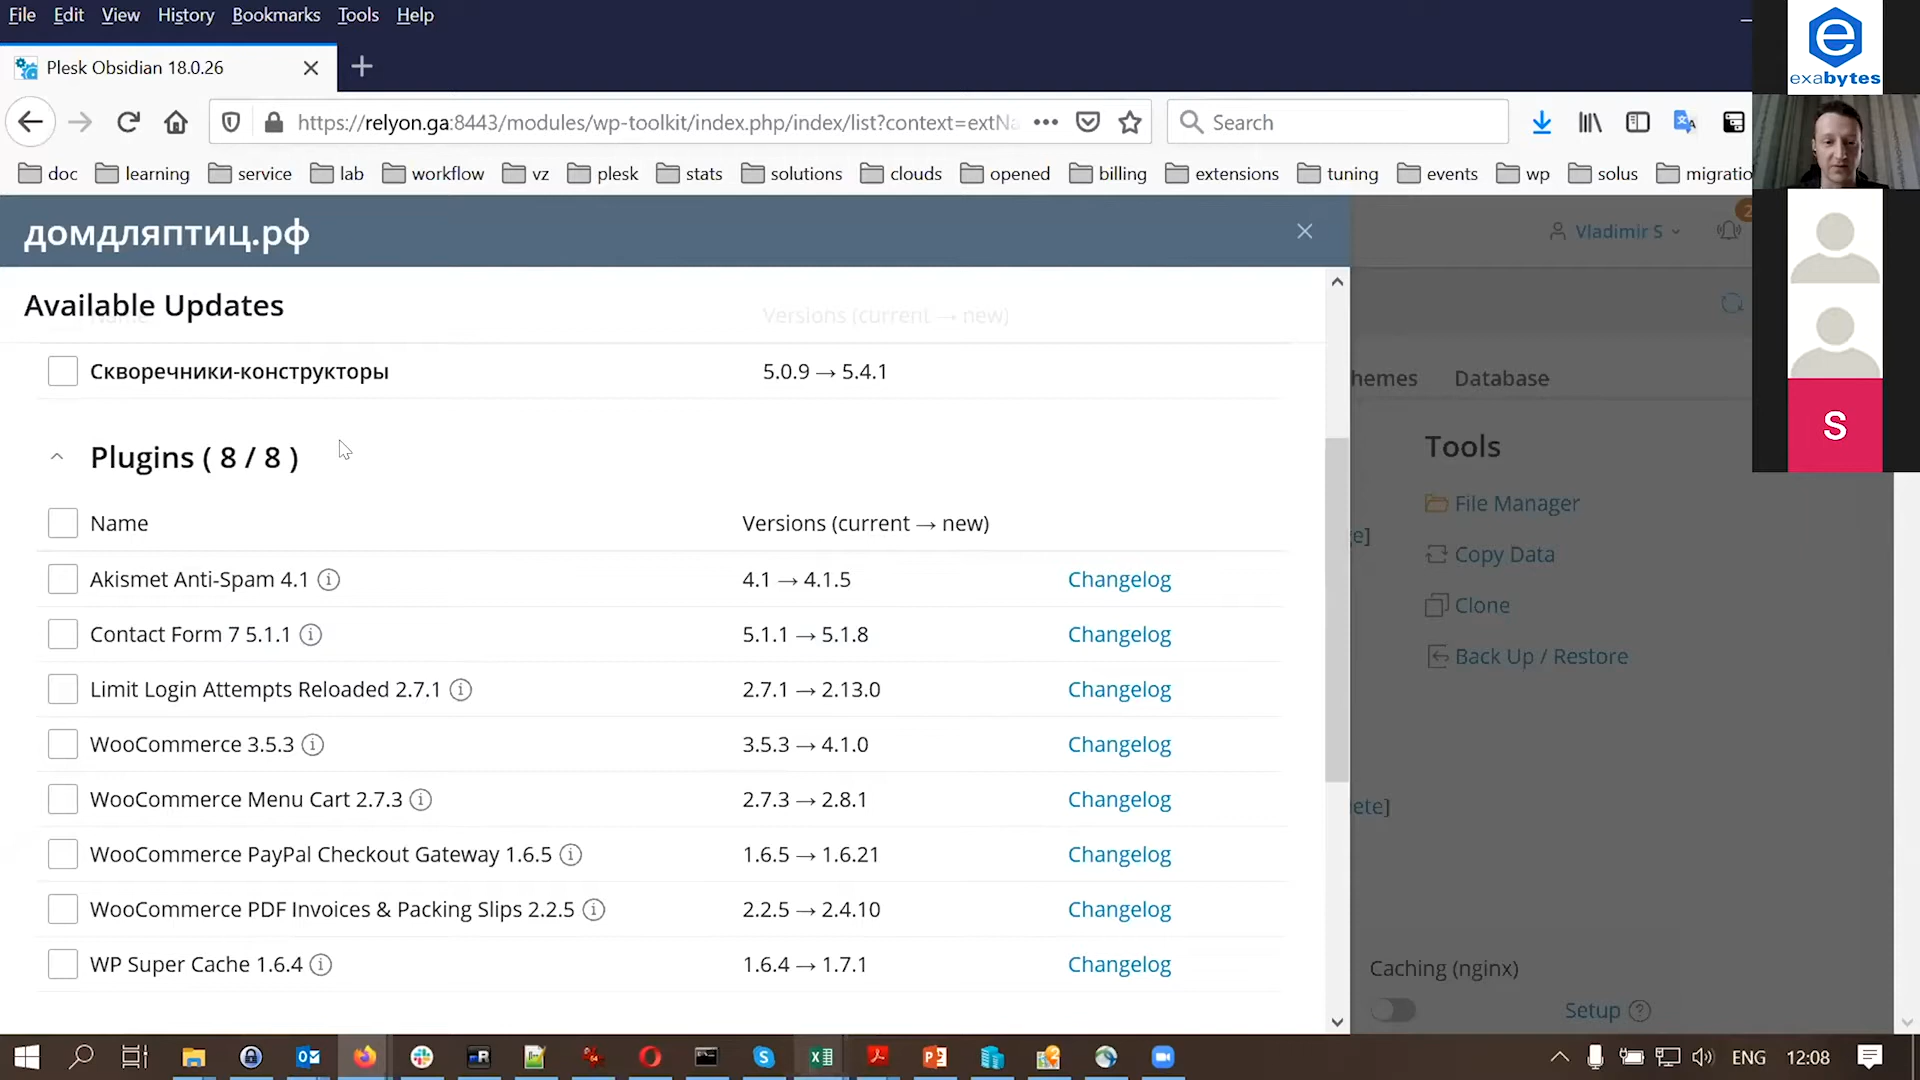 File Edit View History Bookmarks Tools Help
Plesk Obsidian 18.0.26
https://relyon.ga:8443/modules/wp-toolkit/index.php/index/list?context=extNa
Search
doc learning service lab workflow vz plesk stats solutions clouds opened billing extensions tuning events wp solus migratio
exabytes
домдляптиц.рф
Vladimir S
2
Available Updates
Versions (current → new)
Скворечники-конструкторы 5.0.9 → 5.4.1
hemes Database
Plugins ( 8 / 8 )
Tools
S
Name Versions (current → new)
File Manager
e]
Copy Data
Akismet Anti-Spam 4.1 4.1 → 4.1.5 Changelog
Clone
Contact Form 7 5.1.1 5.1.1 → 5.1.8 Changelog
Back Up / Restore
Limit Login Attempts Reloaded 2.7.1 2.7.1 → 2.13.0 Changelog
WooCommerce 3.5.3 3.5.3 → 4.1.0 Changelog
WooCommerce Menu Cart 2.7.3 2.7.3 → 2.8.1 Changelog
ete]
WooCommerce PayPal Checkout Gateway 1.6.5 1.6.5 → 1.6.21 Changelog
WooCommerce PDF Invoices & Packing Slips 2.2.5 2.2.5 → 2.4.10 Changelog
WP Super Cache 1.6.4 1.6.4 → 1.7.1 Changelog
Caching (nginx)
Setup
ENG 12:08